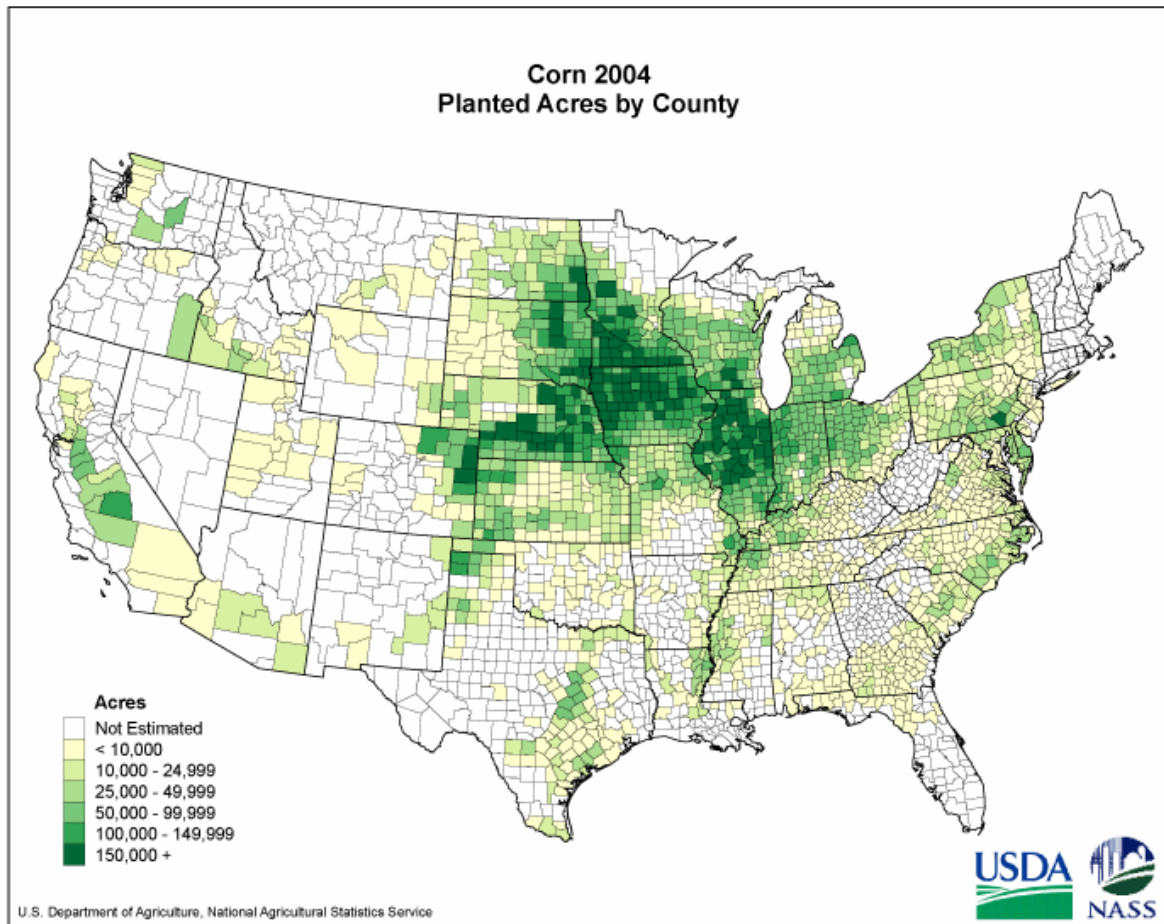 Corn 2004
Planted Acres by County
Acres
Not Estimated
< 10,000
10,000 - 24,999
25,000 - 49,999
50,000 - 99,999
100,000 - 149,999
150,000 +
USDA
NASS
U.S. Department of Agriculture, National Agricultural Statistics Service